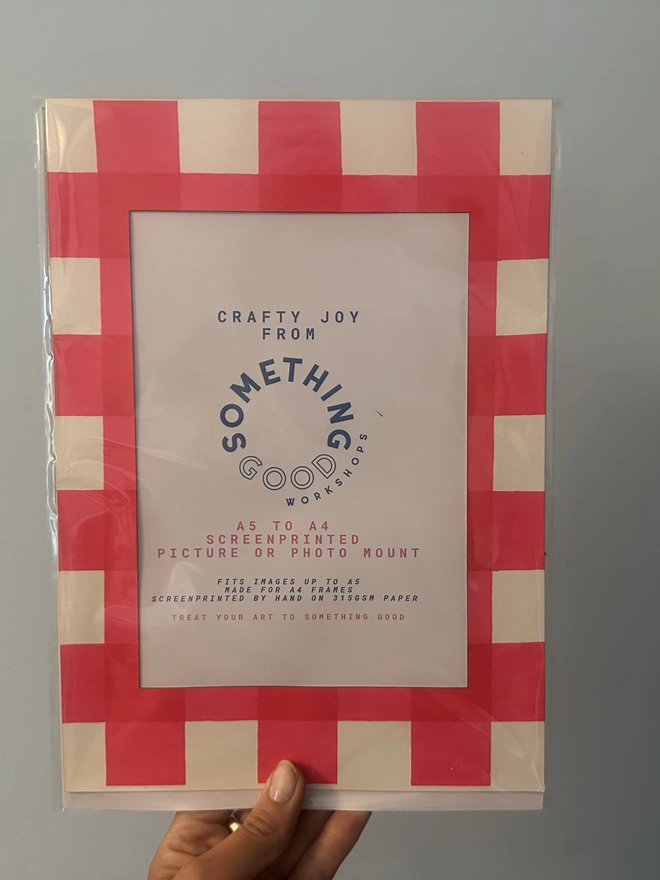 CRAFTY JOY
FROM
SOMETHING
GOOD
WORKSHOPS
A5 TO A4
SCREENPRINTED
PICTURE OR PHOTO MOUNT
FITS IMAGES UP TO A5
MADE FOR A4 FRAMES
SCREENPRINTED BY HAND ON 315GSM PAPER
TREAT YOUR ART TO SOMETHING GOOD